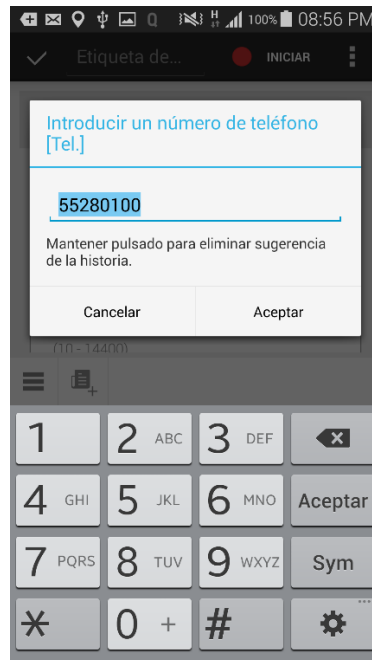 100% 08:56 PM
Etiqueta de... INICIAR
Introducir un número de teléfono
[Tel.]
55280100
Mantener pulsado para eliminar sugerencia
de la historia.
Cancelar Aceptar
(10 - 14400)
1 2 ABC 3 DEF
4 GHI 5 JKL 6 MNO Aceptar
7 PQRS 8 TUV 9 WXYZ Sym
* 0 + # ...